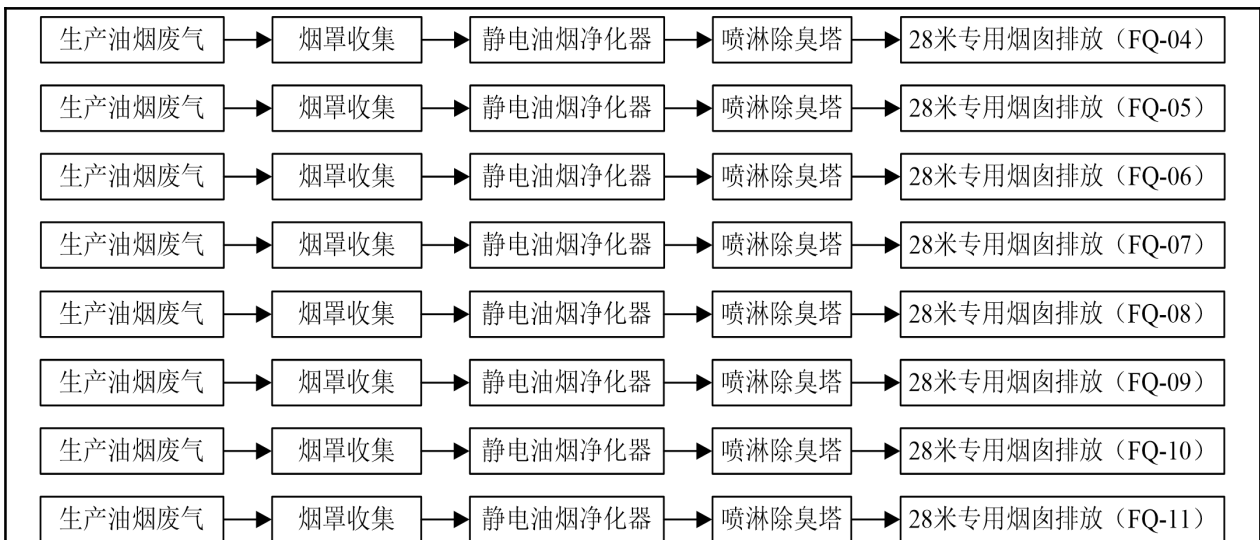 生产油烟废气 烟罩收集 静电油烟净化器 喷淋除臭塔 28米专用烟囱排放（FQ-04）
生产油烟废气 烟罩收集 静电油烟净化器 喷淋除臭塔 28米专用烟囱排放（FQ-05）
生产油烟废气 烟罩收集 静电油烟净化器 喷淋除臭塔 28米专用烟囱排放（FQ-06）
生产油烟废气 烟罩收集 静电油烟净化器 喷淋除臭塔 28米专用烟囱排放（FQ-07）
生产油烟废气 烟罩收集 静电油烟净化器 喷淋除臭塔 28米专用烟囱排放（FQ-08）
生产油烟废气 烟罩收集 静电油烟净化器 喷淋除臭塔 28米专用烟囱排放（FQ-09）
生产油烟废气 烟罩收集 静电油烟净化器 喷淋除臭塔 28米专用烟囱排放（FQ-10）
生产油烟废气 烟罩收集 静电油烟净化器 喷淋除臭塔 28米专用烟囱排放（FQ-11）